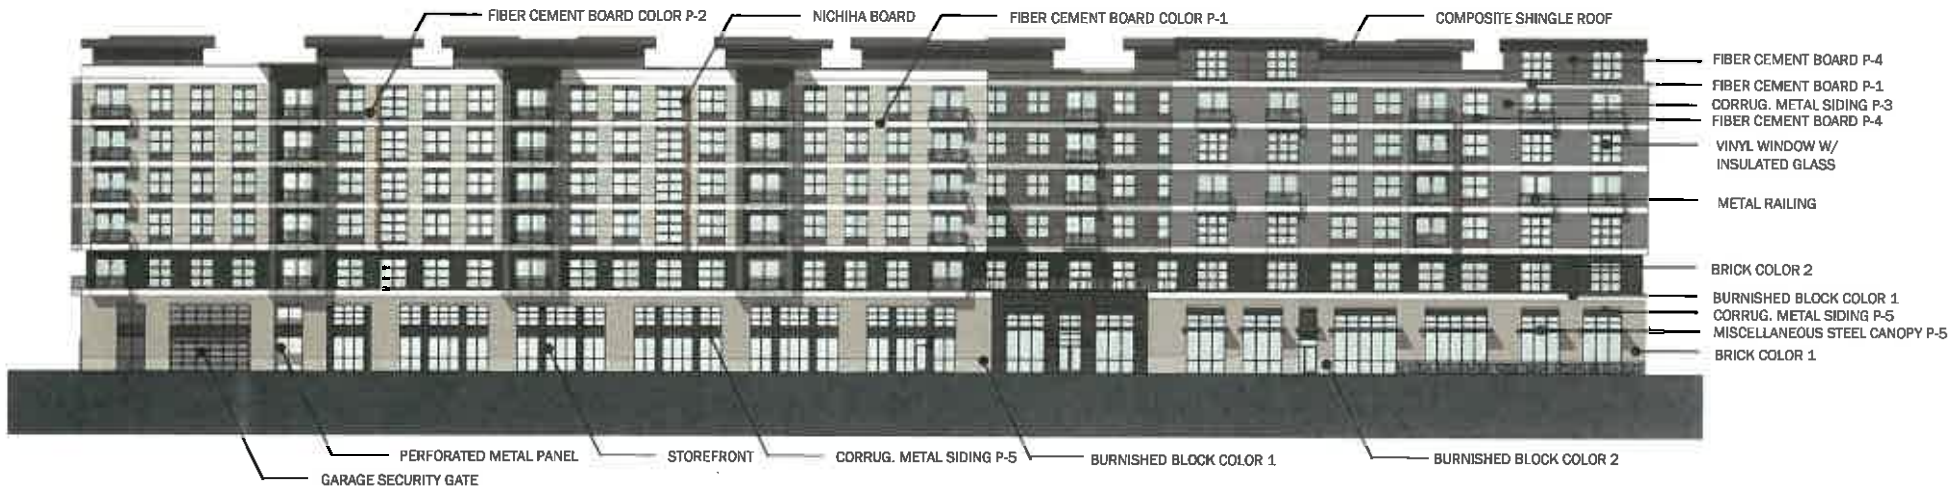 FIBER CEMENT BOARD COLOR P-2
NICHIHA BOARD
FIBER CEMENT BOARD COLOR P-1
COMPOSITE SHINGLE ROOF
FIBER CEMENT BOARD P-4
FIBER CEMENT BOARD P-1
CORRUG. METAL SIDING P-3
FIBER CEMENT BOARD P-4
VINYL WINDOW W/
INSULATED GLASS
METAL RAILING
BRICK COLOR 2
BURNISHED BLOCK COLOR 1
CORRUG. METAL SIDING P-5
MISCELLANEOUS STEEL CANOPY P-5
BRICK COLOR 1
PERFORATED METAL PANEL
STOREFRONT
CORRUG. METAL SIDING P-5
BURNISHED BLOCK COLOR 1
BURNISHED BLOCK COLOR 2
GARAGE SECURITY GATE